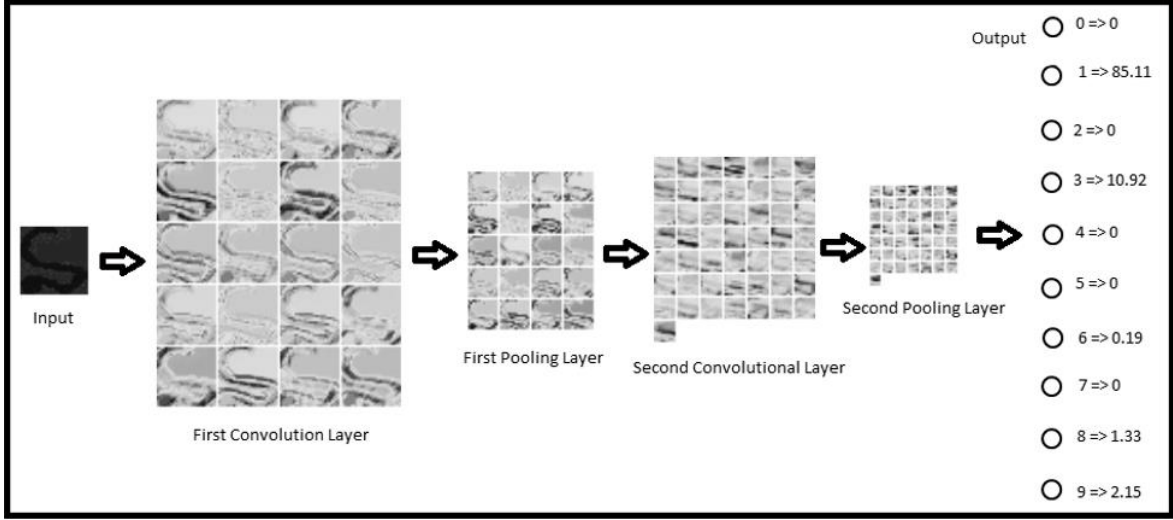 Input
First Convolution Layer
First Pooling Layer
Second Convolutional Layer
Second Pooling Layer
Output
0 => 0
1 => 85.11
2 => 0
3 => 10.92
4 => 0
5 => 0
6 => 0.19
7 => 0
8 => 1.33
9 => 2.15